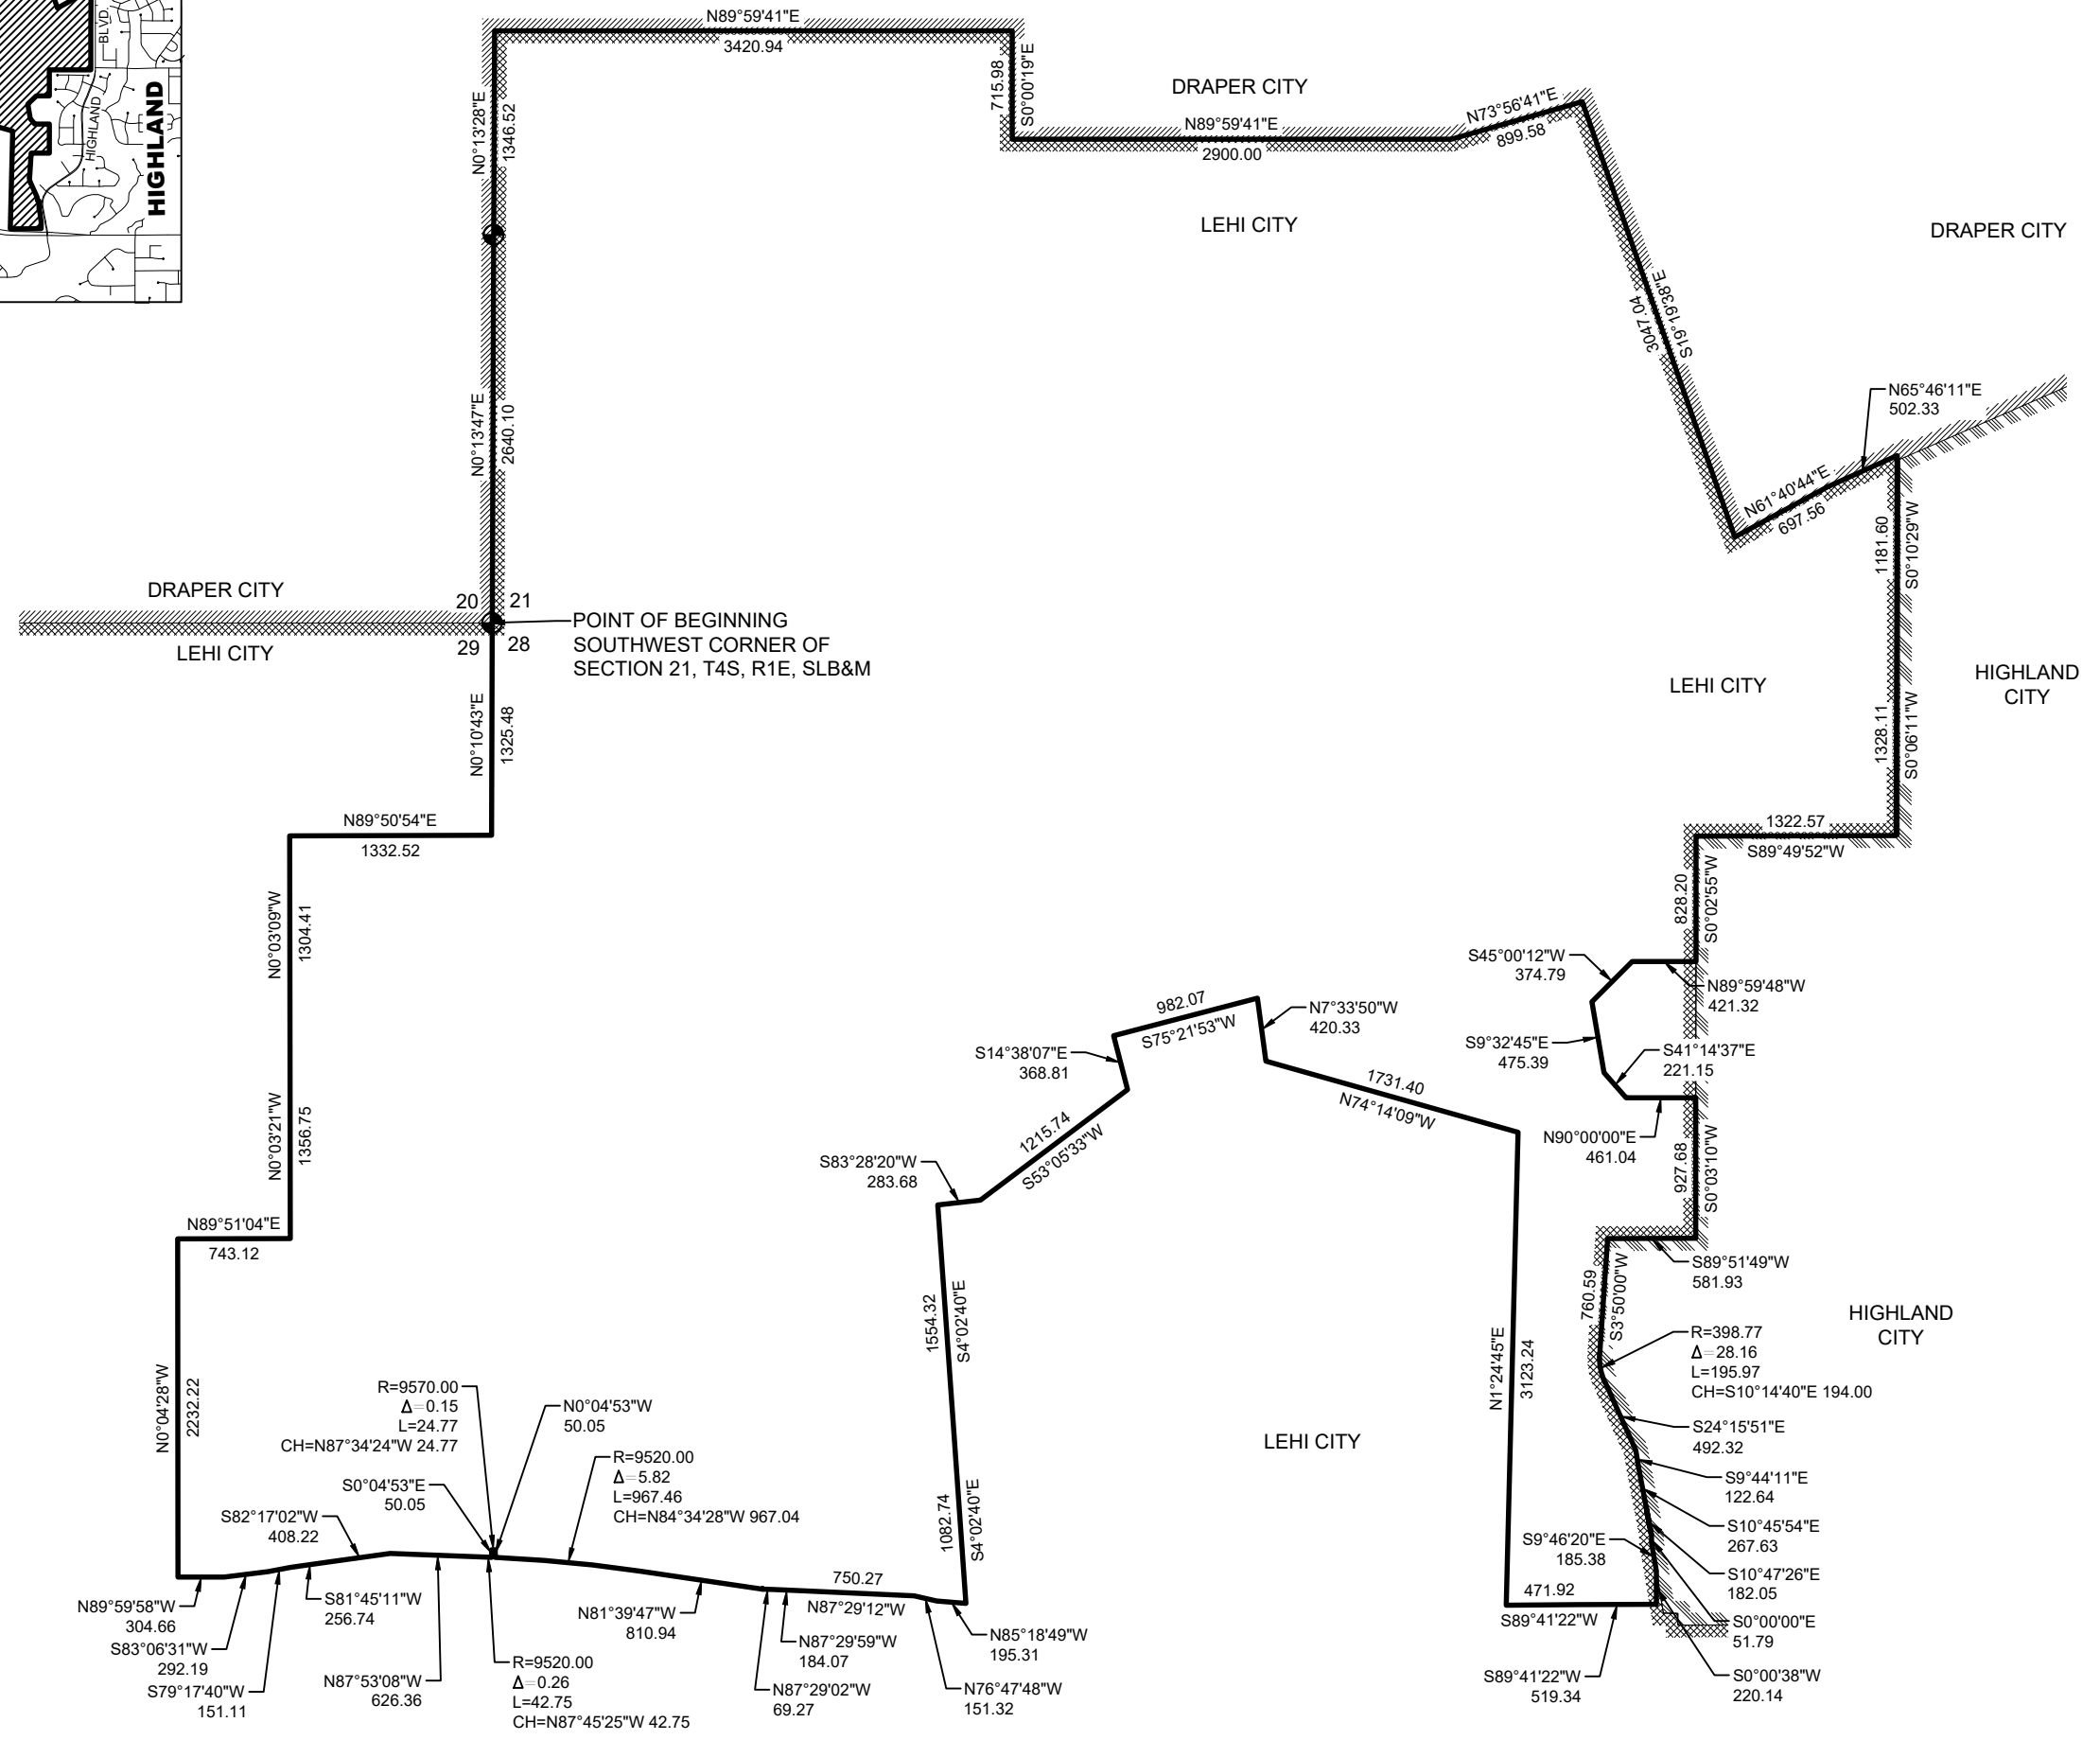 BLVD.
HIGHLAND
HIGHLAND
N89°59'41"E
3420.94
N0°13'28"E
1346.52
715.98
S0°00'19"E
DRAPER CITY
N89°59'41"E
2900.00
N73°56'41"E
899.58
LEHI CITY
DRAPER CITY
3047.04
S19°19'38"E
N65°46'11"E
502.33
N61°40'44"E
697.56
N0°13'47"E
2640.10
1181.60
S0°10'29"W
DRAPER CITY
LEHI CITY
20
21
29
28
POINT OF BEGINNING
SOUTHWEST CORNER OF
SECTION 21, T4S, R1E, SLB&M
LEHI CITY
HIGHLAND
CITY
N0°10'43"E
1325.48
1328.11
S0°06'11"W
N89°50'54"E
1332.52
1322.57
S89°49'52"W
N0°03'09"W
1304.41
828.20
S0°02'55"W
S45°00'12"W
374.79
N89°59'48"W
421.32
S9°32'45"E
475.39
S41°14'37"E
221.15
N90°00'00"E
461.04
982.07
S75°21'53"W
N7°33'50"W
420.33
S14°38'07"E
368.81
1731.40
N74°14'09"W
1215.74
S53°05'33"W
S83°28'20"W
283.68
N0°03'21"W
1356.75
927.68
S0°03'10"W
N89°51'04"E
743.12
S89°51'49"W
581.93
760.59
S3°50'00"W
HIGHLAND
CITY
R=398.77
Δ=28.16
L=195.97
CH=S10°14'40"E 194.00
1554.32
S4°02'40"E
N1°24'45"E
3123.24
N0°04'28"W
2232.22
R=9570.00
Δ=0.15
L=24.77
CH=N87°34'24"W 24.77
N0°04'53"W
50.05
R=9520.00
Δ=5.82
L=967.46
CH=N84°34'28"W 967.04
S0°04'53"E
50.05
S82°17'02"W
408.22
LEHI CITY
S24°15'51"E
492.32
S9°44'11"E
122.64
S10°45'54"E
267.63
S9°46'20"E
185.38
S10°47'26"E
182.05
1082.74
S4°02'40"E
750.27
N87°29'12"W
471.92
S89°41'22"W
N89°59'58"W
304.66
S81°45'11"W
256.74
N81°39'47"W
810.94
S0°00'00"E
51.79
S83°06'31"W
292.19
N87°29'59"W
184.07
N85°18'49"W
195.31
S79°17'40"W
151.11
N87°53'08"W
626.36
R=9520.00
Δ=0.26
L=42.75
CH=N87°45'25"W 42.75
N87°29'02"W
69.27
N76°47'48"W
151.32
S89°41'22"W
519.34
S0°00'38"W
220.14